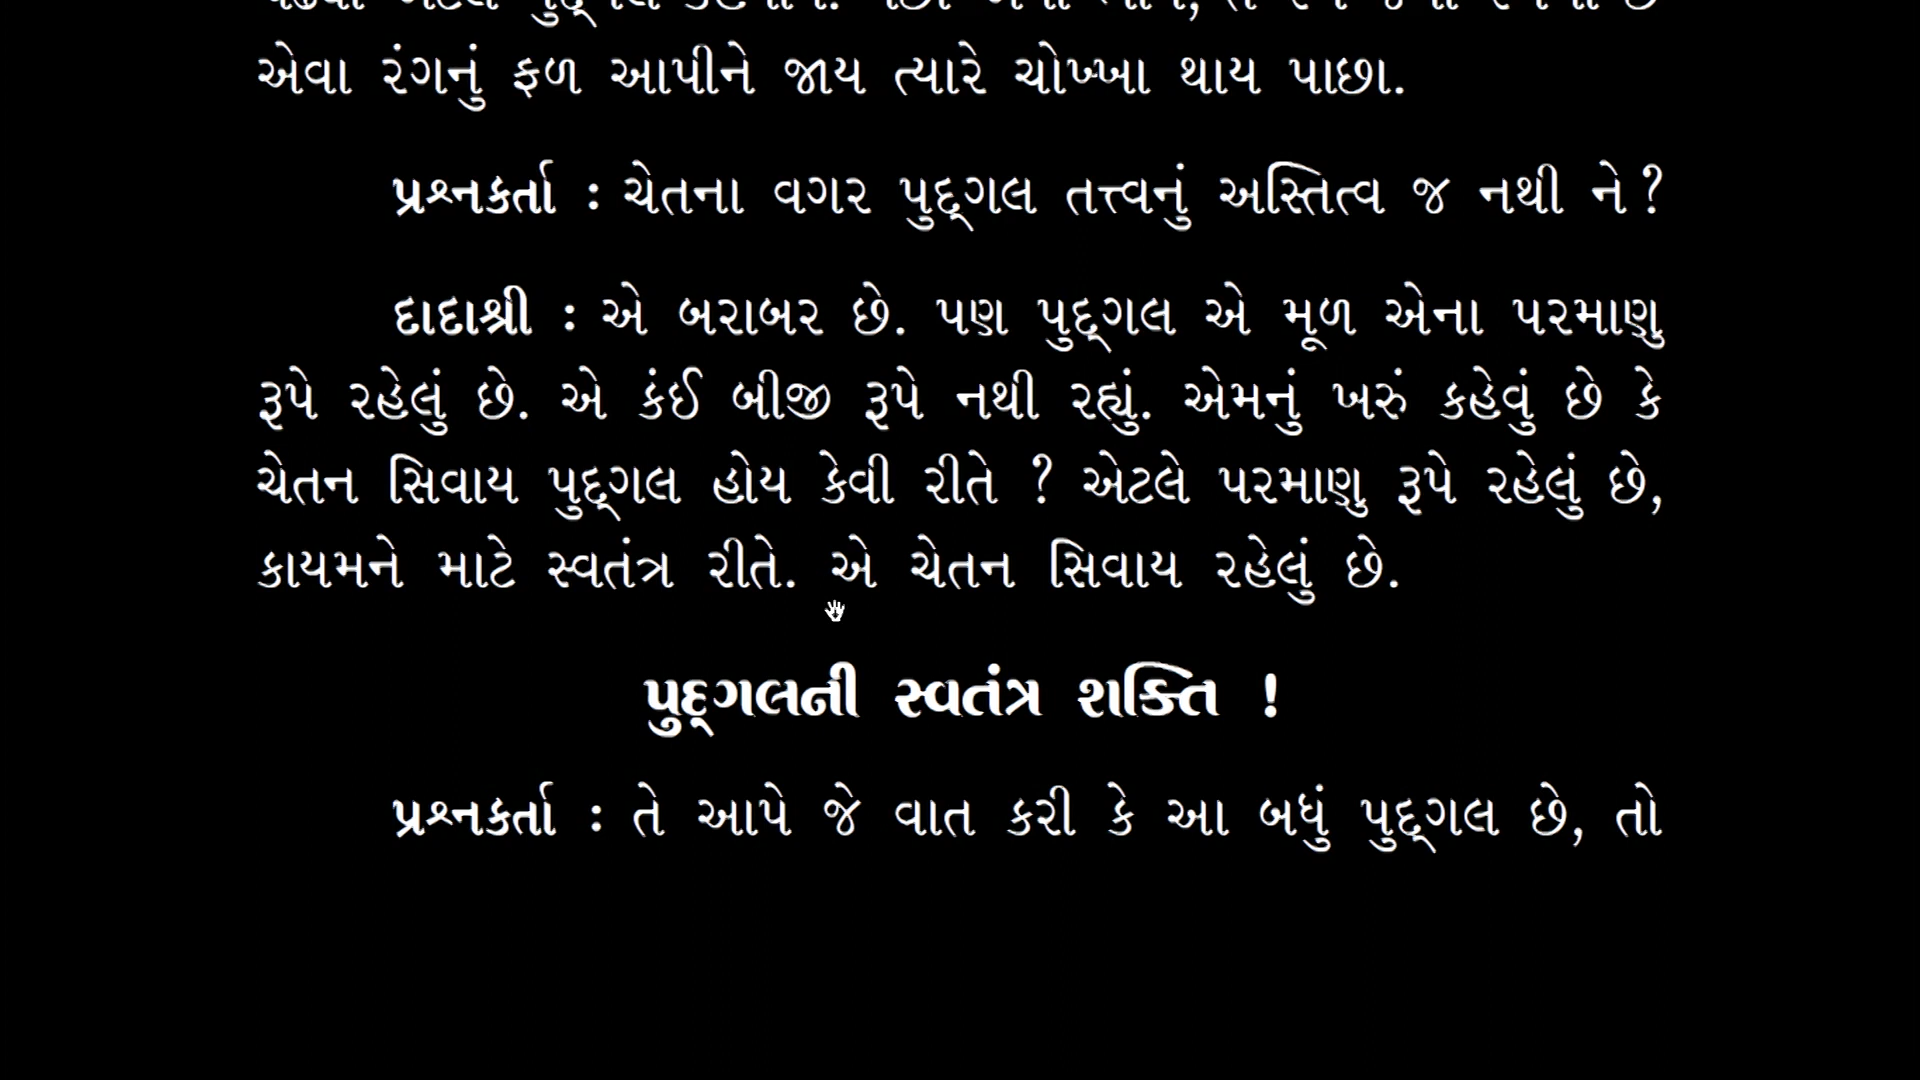 એવા રંગનું ફળ આપીને જાય ત્યારે ચોખ્ખા થાય પાછા.
પ્રશ્નકર્તા : ચેતના વગર પુદ્ગલ તત્ત્વનું અસ્તિત્વ જ નથી ને ?
દાદાશ્રી : એ બરાબર છે. પણ પુદ્ગલ એ મૂળ એના પરમાણુ
રૂપે રહેલું છે. એ કંઈ બીજી રૂપે નથી રહ્યું. એમનું ખરું કહેવું છે કે
ચેતન સિવાય પુદ્ગલ હોય કેવી રીતે ? એટલે પરમાણુ રૂપે રહેલું છે,
કાયમને માટે સ્વતંત્ર રીતે. એ ચેતન સિવાય રહેલું છે.
પુદ્ગલની સ્વતંત્ર શક્તિ !
પ્રશ્નકર્તા : તે આપે જે વાત કરી કે આ બધું પુદ્ગલ છે, તો